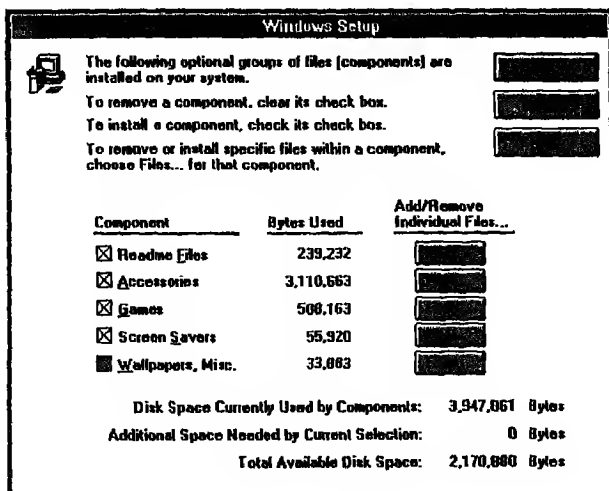 Windows Setup
The following optional groups of files (components) are
installed on your system.
To remove a component, clear its check box.
To install a component, check its check box.
To remove or install specific files within a component,
choose Files... for that component.
Add/Remove
Component Bytes Used Individual Files...
Readme Files 239,232
Accessories 3,110,663
Games 508,163
Screen Savers 55,920
Wallpapers, Misc. 33,883
Disk Space Currently Used by Components: 3,947,861 Bytes
Additional Space Needed by Current Selection: 0 Bytes
Total Available Disk Space: 2,170,880 Bytes